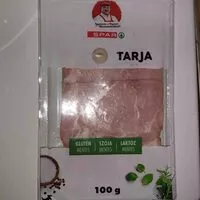 SPAR
TARJA
GLUTÉN
MENTES
SZÓJA
MENTES
LAKTÓZ
MENTES
100 g